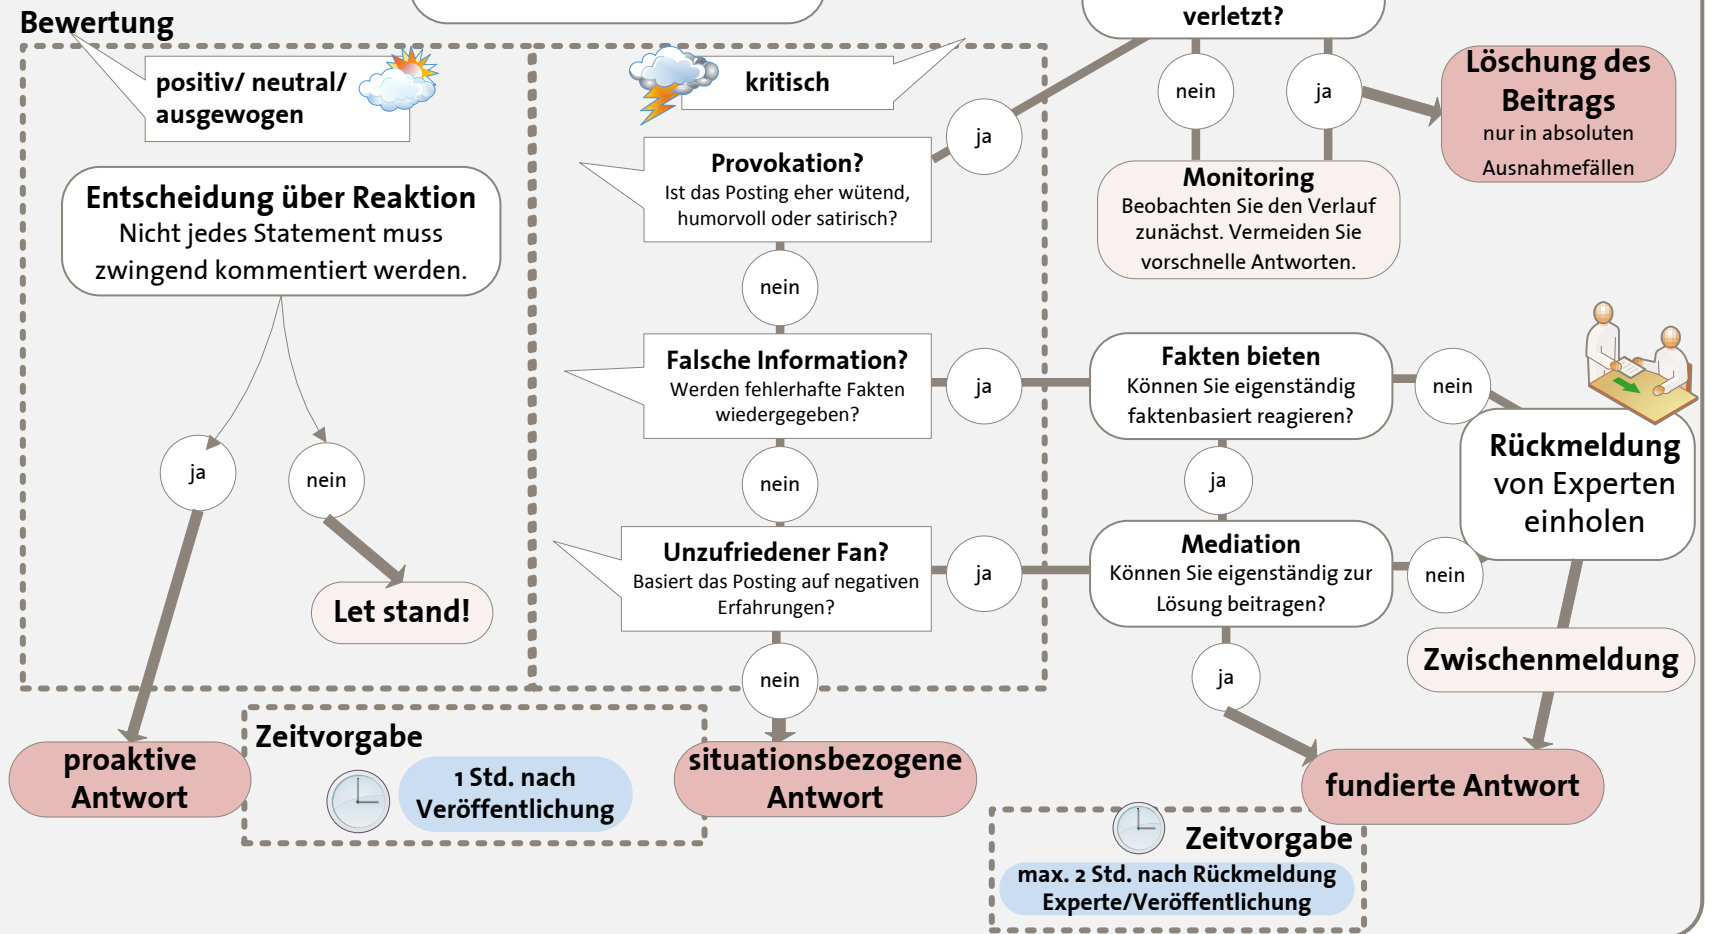 Bewertung
verletzt?
positiv/ neutral/
ausgewogen
kritisch
nein
ja
Löschung des
Beitrags
nur in absoluten
Ausnahmefällen
ja
Provokation?
Ist das Posting eher wütend,
humorvoll oder satirisch?
Monitoring
Beobachten Sie den Verlauf
zunächst. Vermeiden Sie
vorschnelle Antworten.
Entscheidung über Reaktion
Nicht jedes Statement muss
zwingend kommentiert werden.
nein
Falsche Information?
Werden fehlerhafte Fakten
wiedergegeben?
ja
Fakten bieten
Können Sie eigenständig
faktenbasiert reagieren?
nein
Rückmeldung
von Experten
einholen
ja
nein
nein
ja
Unzufriedener Fan?
Basiert das Posting auf negativen
Erfahrungen?
ja
Mediation
Können Sie eigenständig zur
Lösung beitragen?
nein
Let stand!
Zwischenmeldung
nein
ja
proaktive
Antwort
Zeitvorgabe
1 Std. nach
Veröffentlichung
situationsbezogene
Antwort
fundierte Antwort
Zeitvorgabe
max. 2 Std. nach Rückmeldung
Experte/Veröffentlichung